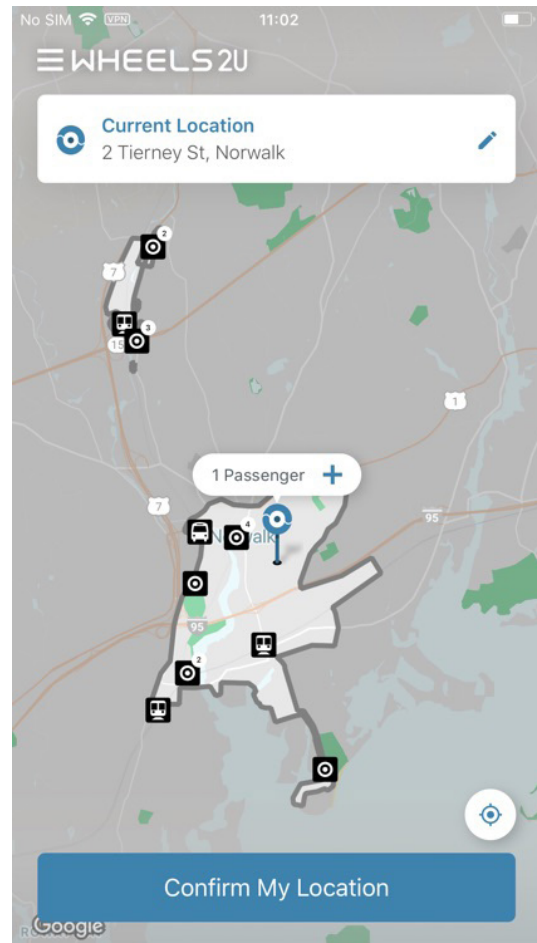 No SIM VPN 11:02
WHEELS2U
Current Location
2 Tierney St, Norwalk
2
7
3
15
1
1 Passenger +
7
4
95
95
2
Confirm My Location
Google